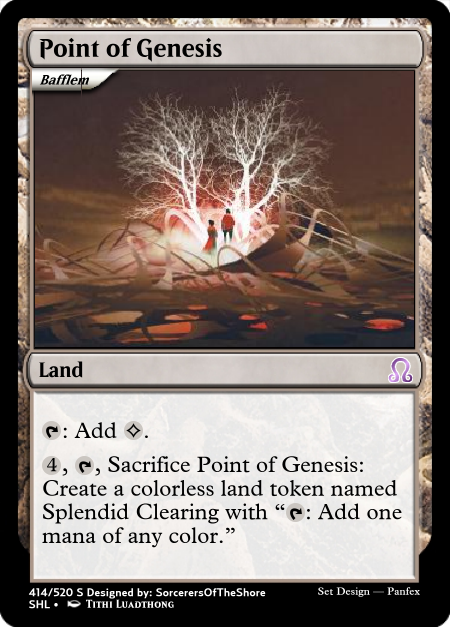 Point of Genesis
Bafflem
Land
: Add .
4, , Sacrifice Point of Genesis:
Create a colorless land token named
Splendid Clearing with “: Add one
mana of any color.”
414/520 S Designed by: SorcerersOfTheShore
Set Design — Panfex
SHL • Tithi Luadthong